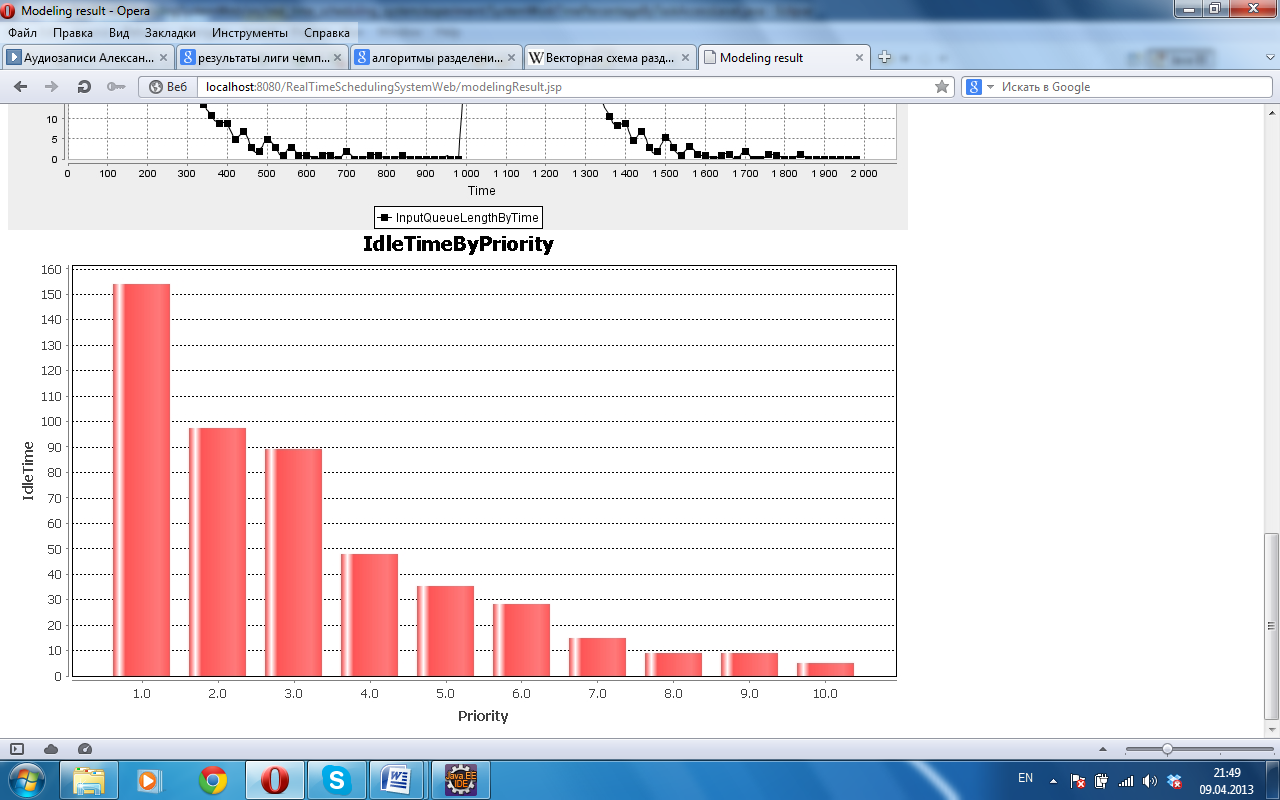 Modeling result - Opera
Файл Правка Вид Закладки Инструменты Справка
Аудиозаписи Алексан... результаты лиги чемп... алгоритмы разделени... Векторная схема разд... Modeling result
Веб localhost:8080/RealTimeSchedulingSystemWeb/modelingResult.jsp Искать в Google
10
5
0
0 100 200 300 400 500 600 700 800 900 1 000 1 100 1 200 1 300 1 400 1 500 1 600 1 700 1 800 1 900 2 000
Time
InputQueueLengthByTime
IdleTimeByPriority
160
150
140
130
120
110
100
90
80
70
60
50
40
30
20
10
0
IdleTime
1.0 2.0 3.0 4.0 5.0 6.0 7.0 8.0 9.0 10.0
Priority
Java EE
IDE
EN
21:49
09.04.2013